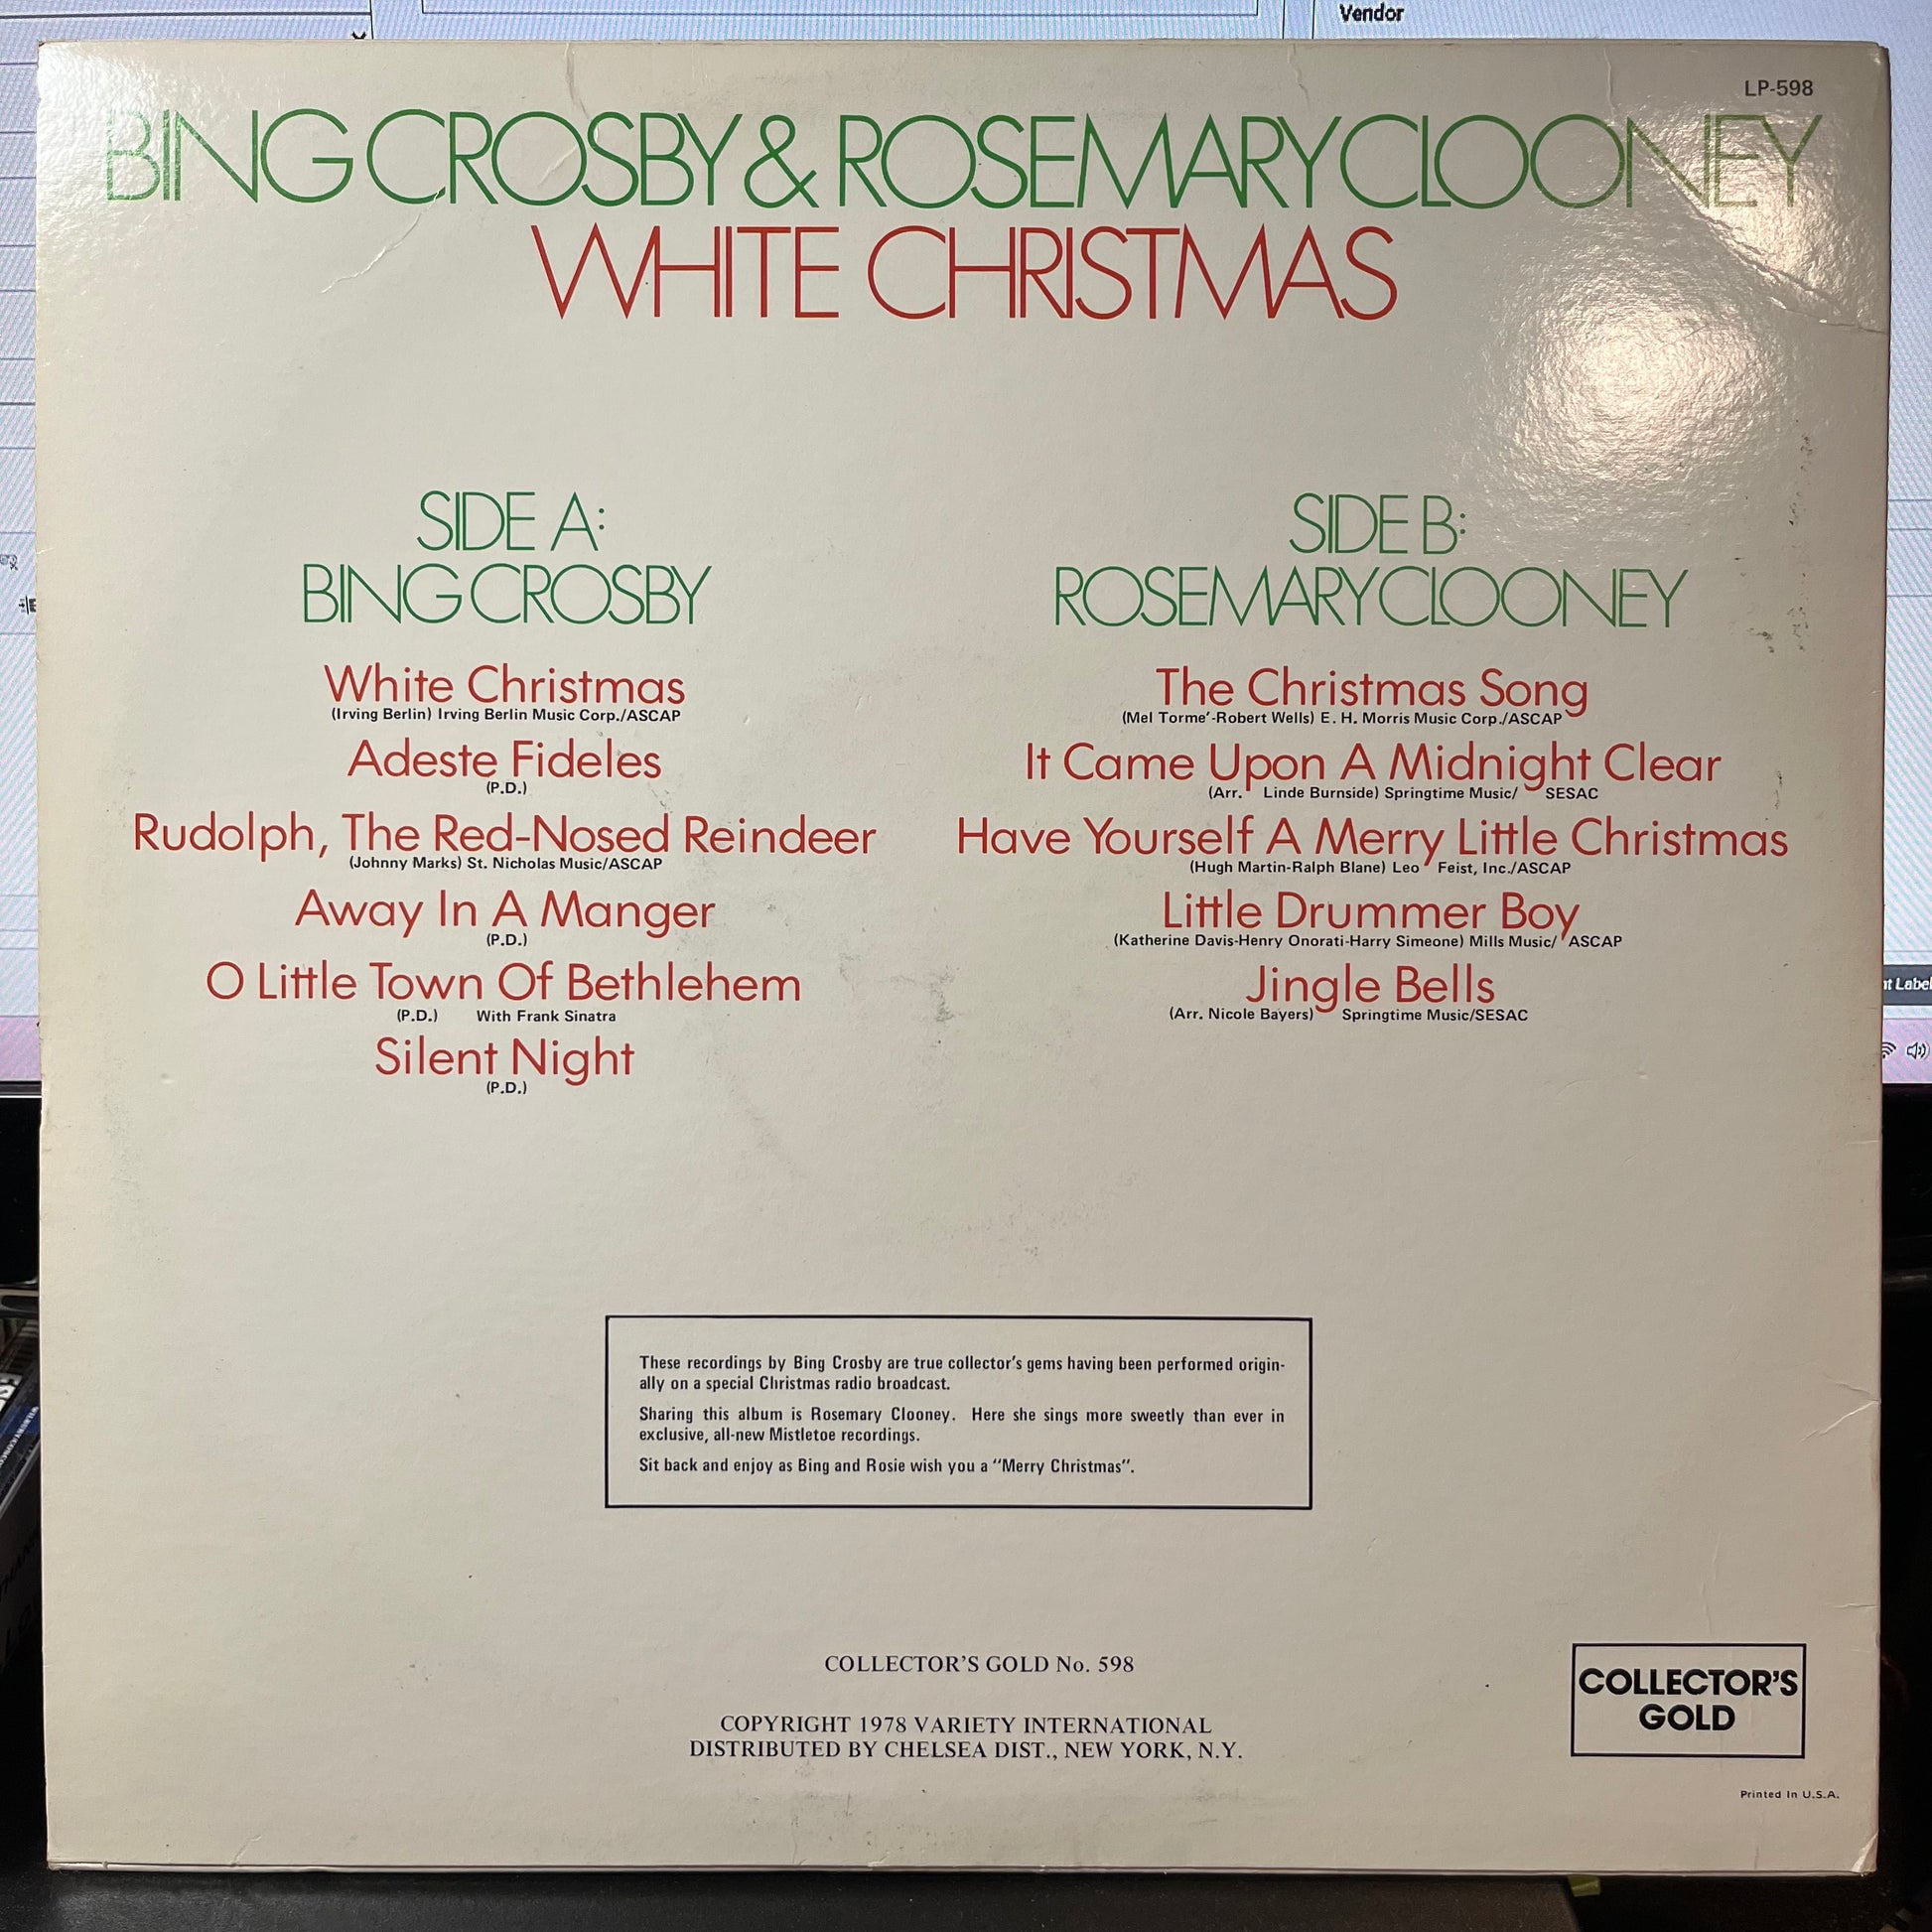 Vendor
LP-598
BING CROSBY & ROSEMARY CLOONEY
WHITE CHRISTMAS
SIDE A:
BING CROSBY
White Christmas
(Irving Berlin) Irving Berlin Music Corp./ASCAP
Adeste Fideles
(P.D.)
Rudolph, The Red-Nosed Reindeer
(Johnny Marks) St. Nicholas Music/ASCAP
Away In A Manger
(P.D.)
O Little Town Of Bethlehem
(P.D.) With Frank Sinatra
Silent Night
(P.D.)
SIDE B:
ROSEMARY CLOONEY
The Christmas Song
(Mel Torme'-Robert Wells) E. H. Morris Music Corp./ASCAP
It Came Upon A Midnight Clear
(Arr. Linde Burnside) Springtime Music/ SESAC
Have Yourself A Merry Little Christmas
(Hugh Martin-Ralph Blane) Leo Feist, Inc./ASCAP
Little Drummer Boy
(Katherine Davis-Henry Onorati-Harry Simeone) Mills Music/ ASCAP
Jingle Bells
(Arr. Nicole Bayers) Springtime Music/SESAC
These recordings by Bing Crosby are true collector's gems having been performed origin-
ally on a special Christmas radio broadcast.
Sharing this album is Rosemary Clooney. Here she sings more sweetly than ever in
exclusive, all-new Mistletoe recordings.
Sit back and enjoy as Bing and Rosie wish you a "Merry Christmas".
COLLECTOR'S GOLD No. 598
COPYRIGHT 1978 VARIETY INTERNATIONAL
DISTRIBUTED BY CHELSEA DIST., NEW YORK, N.Y.
COLLECTOR'S
GOLD
Printed In U.S.A.